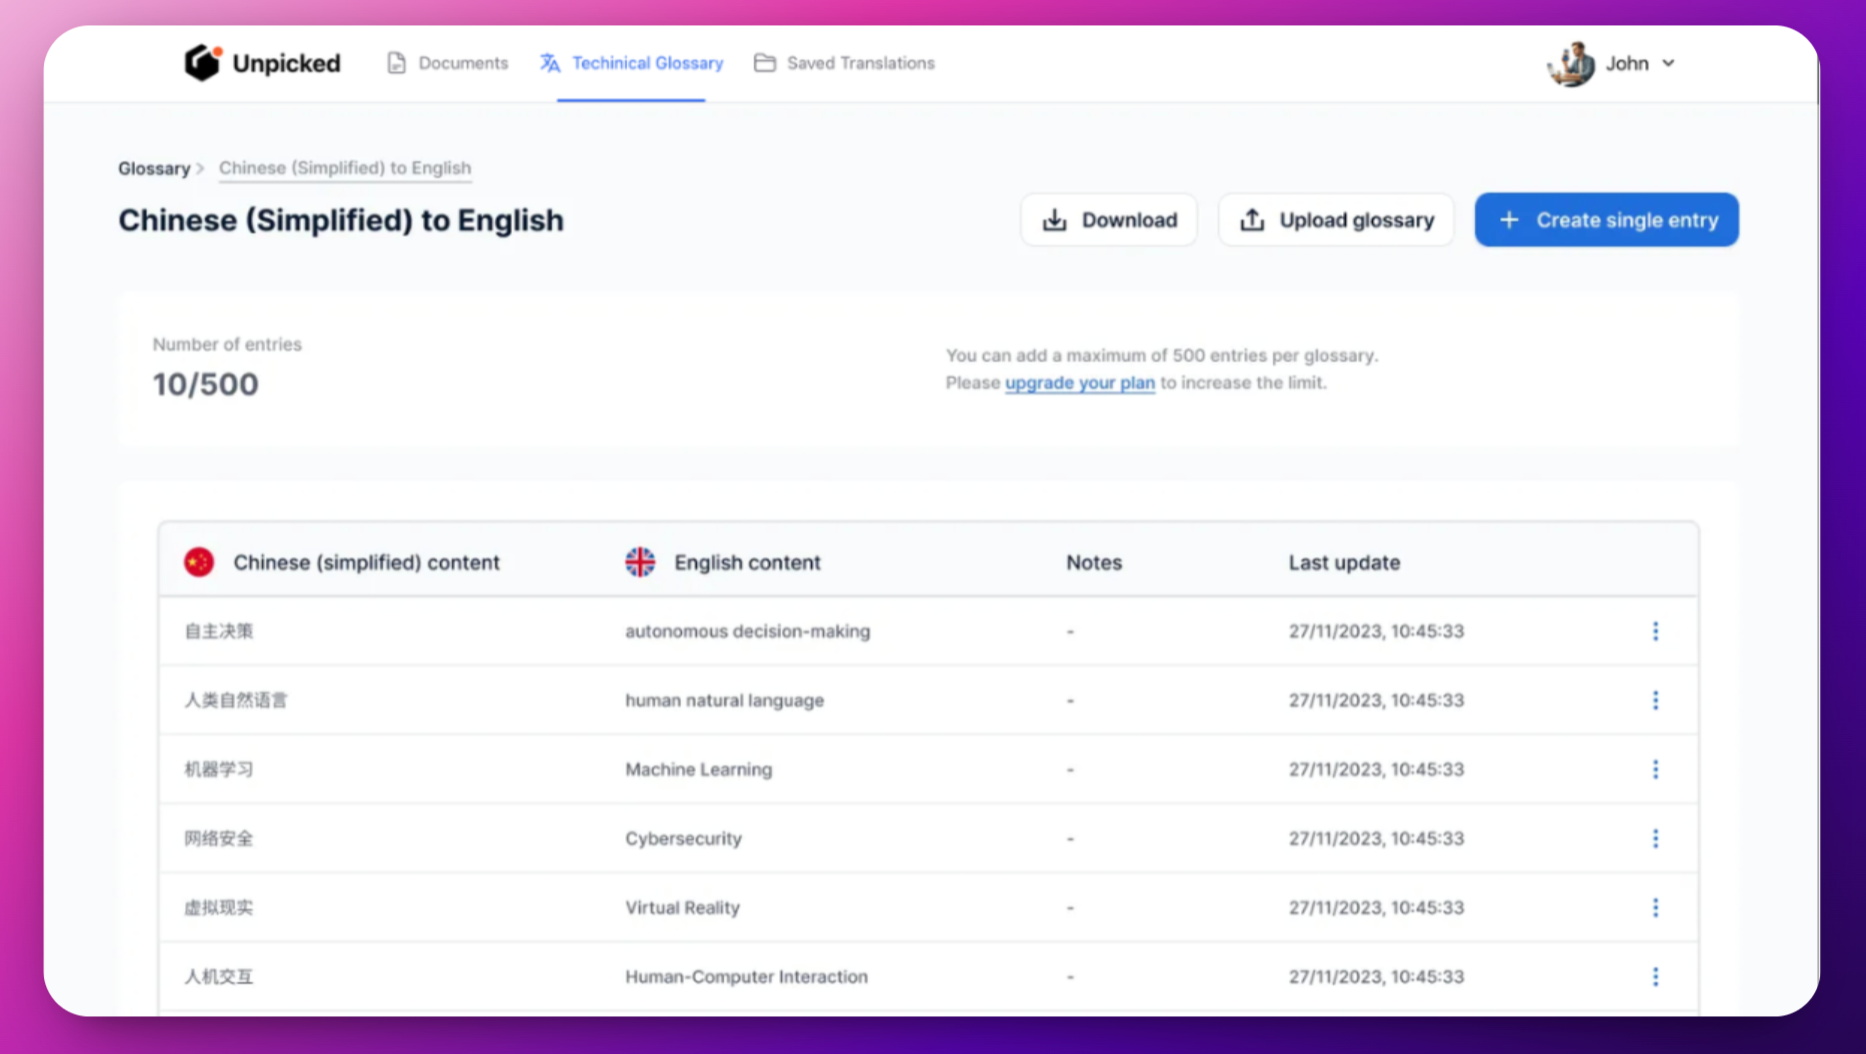 Unpicked
Documents
Techinical Glossary
Saved Translations
John
Glossary > Chinese (Simplified) to English
Chinese (Simplified) to English
Download
Upload glossary
+ Create single entry
Number of entries
10/500
You can add a maximum of 500 entries per glossary.
Please upgrade your plan to increase the limit.
Chinese (simplified) content English content Notes Last update
自主决策 autonomous decision-making - 27/11/2023, 10:45:33
人类自然语言 human natural language - 27/11/2023, 10:45:33
机器学习 Machine Learning - 27/11/2023, 10:45:33
网络安全 Cybersecurity - 27/11/2023, 10:45:33
虚拟现实 Virtual Reality - 27/11/2023, 10:45:33
人机交互 Human-Computer Interaction - 27/11/2023, 10:45:33